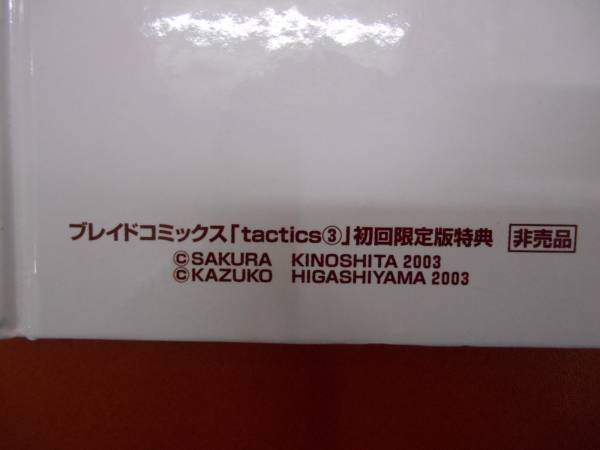 ブレイドコミックス「tactics③」初回限定版特典 非売品
©SAKURA KINOSHITA 2003
©KAZUKO HIGASHIYAMA 2003